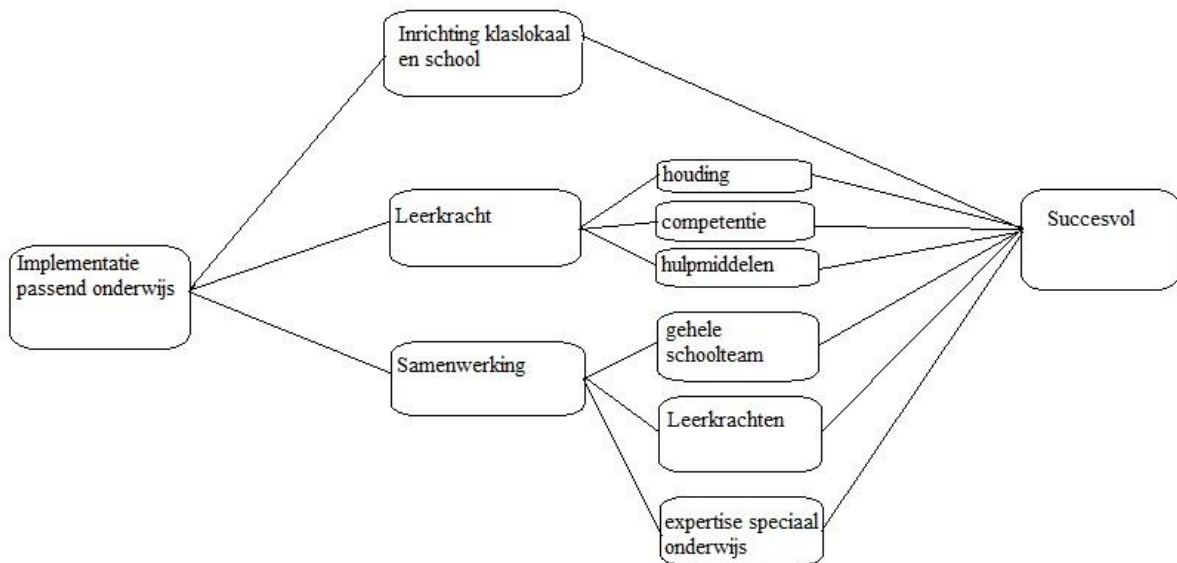 Inrichting klaslokaal
en school
houding
Leerkracht
competentie
Succesvol
hulpmiddelen
Implementatie
passend onderwijs
gehele
schoolteam
Samenwerking
Leerkrachten
expertise speciaal
onderwijs